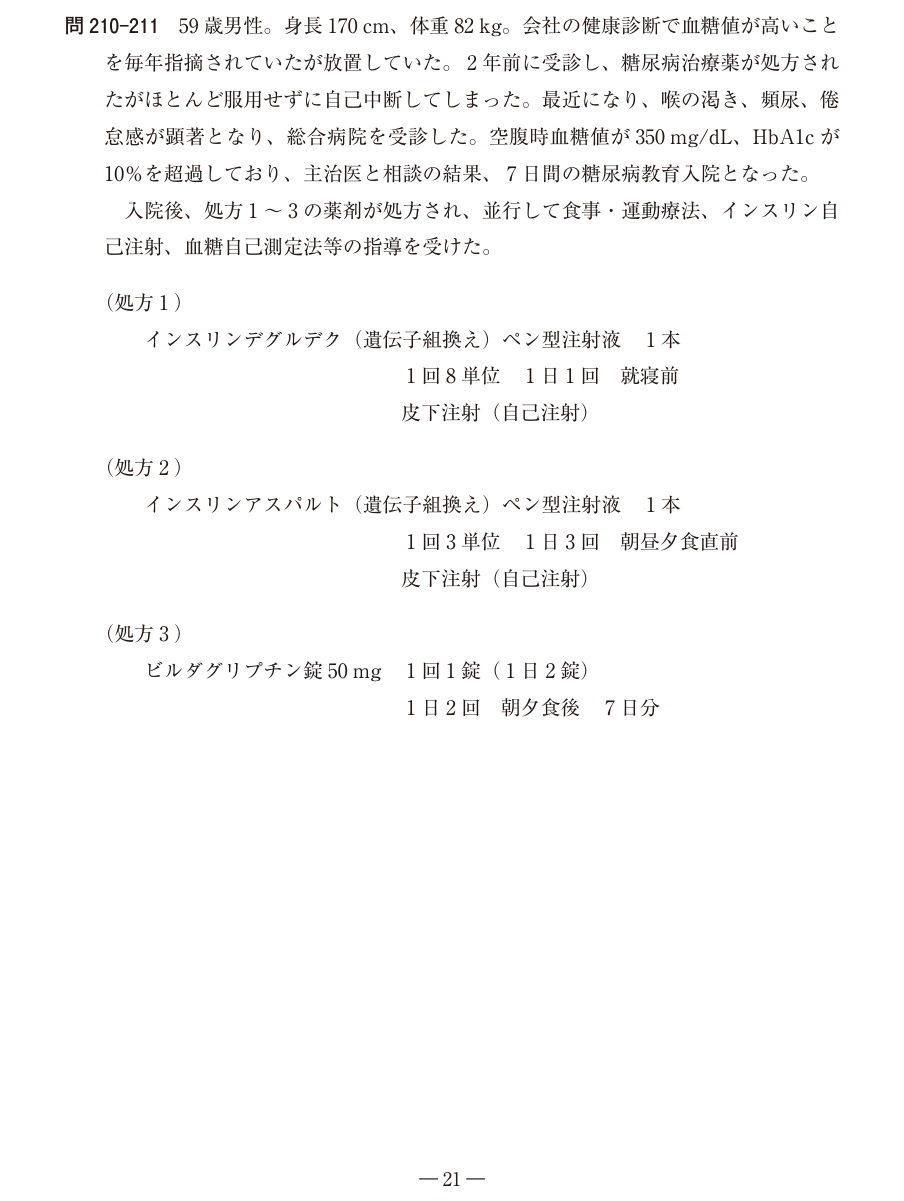 問 210−211　59 歳男性。身長 170 cm、体重 82 kg。会社の健康診断で血糖値が高いこと
を毎年指摘されていたが放置していた。２年前に受診し、糖尿病治療薬が処方され
たがほとんど服用せずに自己中断してしまった。最近になり、喉の渇き、頻尿、倦
怠感が顕著となり、総合病院を受診した。空腹時血糖値が 350 mg/dL、HbA1c が
10％を超過しており、主治医と相談の結果、７日間の糖尿病教育入院となった。
入院後、処方１～３の薬剤が処方され、並行して食事・運動療法、インスリン自
己注射、血糖自己測定法等の指導を受けた。
（処方１）
インスリンデグルデク（遺伝子組換え）ペン型注射液　１本
１回８単位　１日１回　就寝前
皮下注射（自己注射）
（処方２）
インスリンアスパルト（遺伝子組換え）ペン型注射液　１本
１回３単位　１日３回　朝昼夕食直前
皮下注射（自己注射）
（処方３）
ビルダグリプチン錠 50 mg　１回１錠（１日２錠）
１日２回　朝夕食後　７日分
― 21 ―